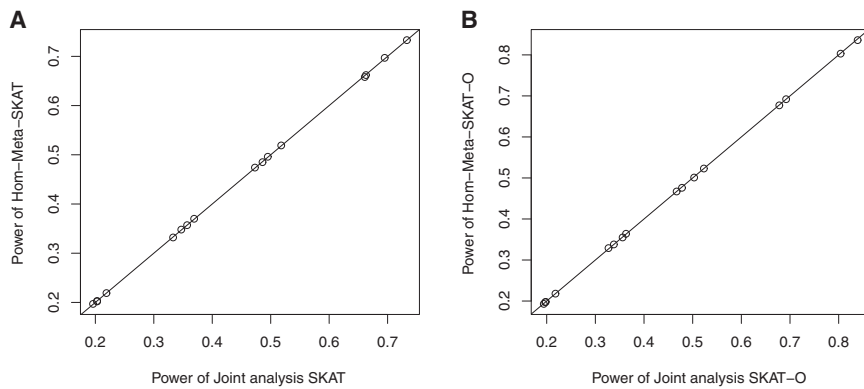 A
Power of Hom−Meta−SKAT
0.7
0.6
0.5
0.4
0.3
0.2
0.2 0.3 0.4 0.5 0.6 0.7
Power of Joint analysis SKAT
B
Power of Hom−Meta−SKAT−O
0.8
0.7
0.6
0.5
0.4
0.3
0.2
0.2 0.3 0.4 0.5 0.6 0.7 0.8
Power of Joint analysis SKAT−O